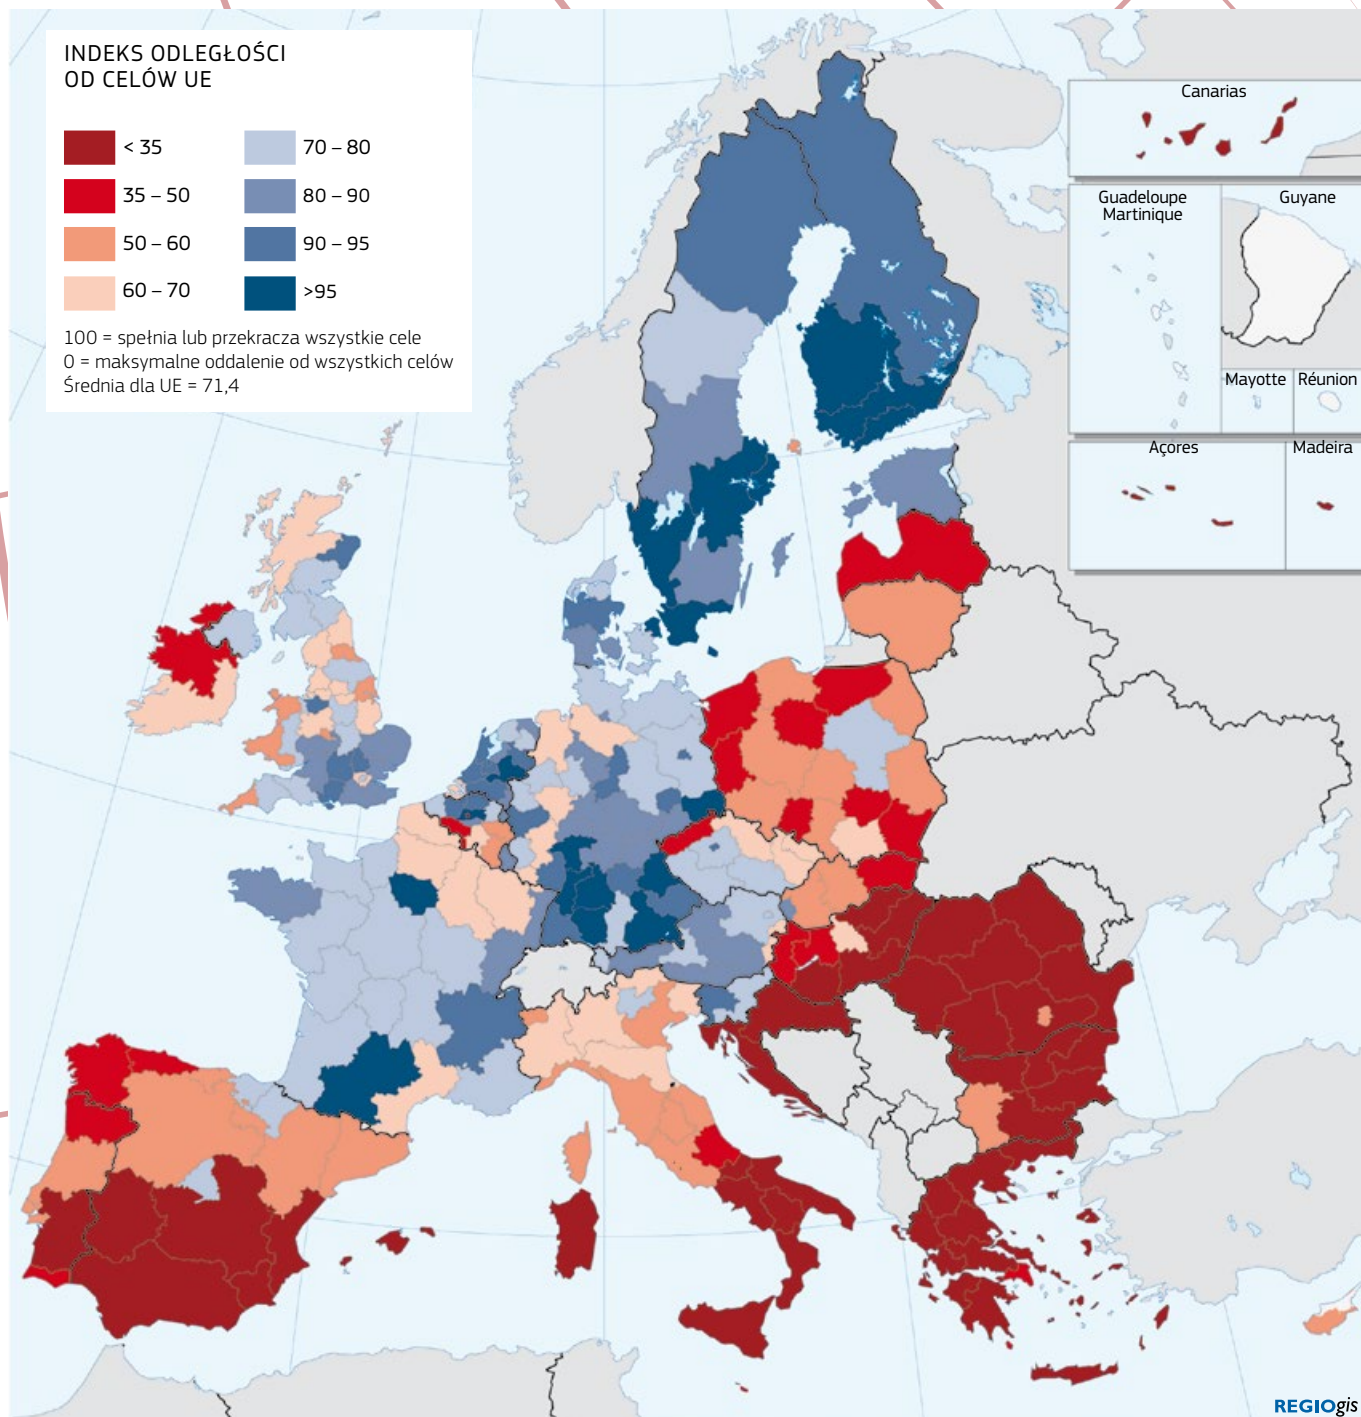 INDEKS ODLEGŁOŚCI
OD CELÓW UE
< 35
35 – 50
50 – 60
60 – 70
70 – 80
80 – 90
90 – 95
>95
100 = spełnia lub przekracza wszystkie cele
0 = maksymalne oddalenie od wszystkich celów
Średnia dla UE = 71,4
Canarias
Guadeloupe
Martinique
Guyane
Mayotte
Réunion
Açores
Madeira
REGIOgis